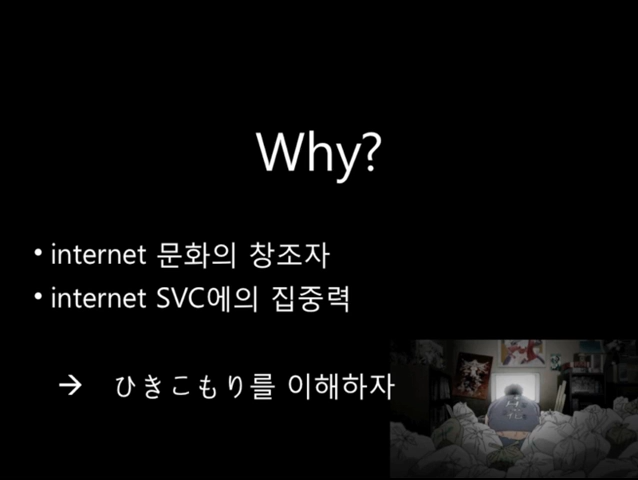 Why?
• internet 문화의 창조자
• internet SVC에의 집중력
→ ひきこもり를 이해하자